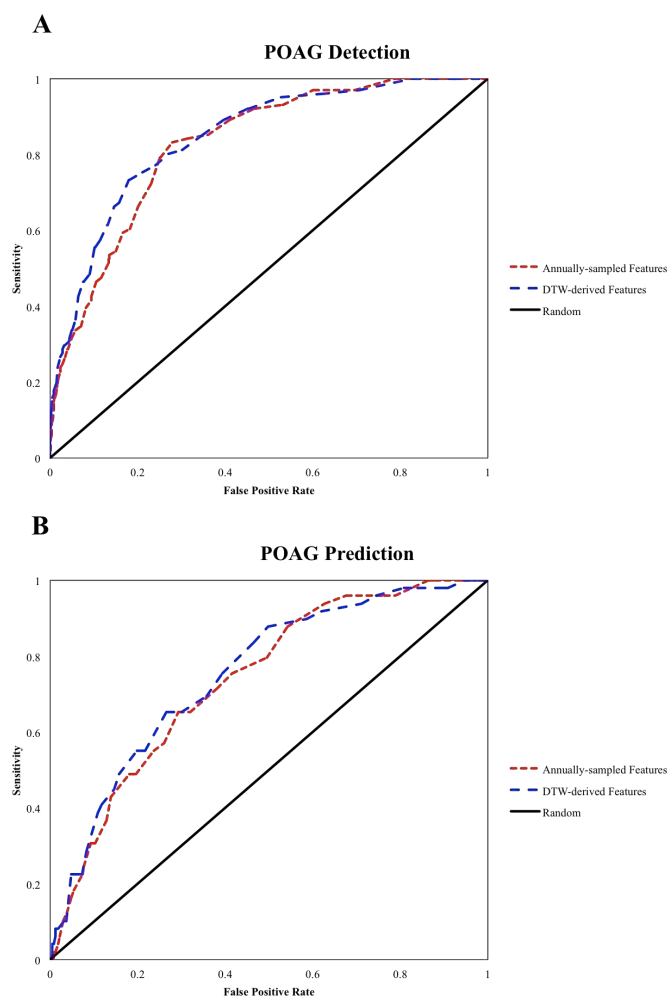 A
POAG Detection
1
0.8
0.6
0.4
0.2
0
Sensitivity
0 0.2 0.4 0.6 0.8 1
False Positive Rate
Annually-sampled Features
DTW-derived Features
Random
B
POAG Prediction
1
0.8
0.6
0.4
0.2
0
Sensitivity
0 0.2 0.4 0.6 0.8 1
False Positive Rate
Annually-sampled Features
DTW-derived Features
Random